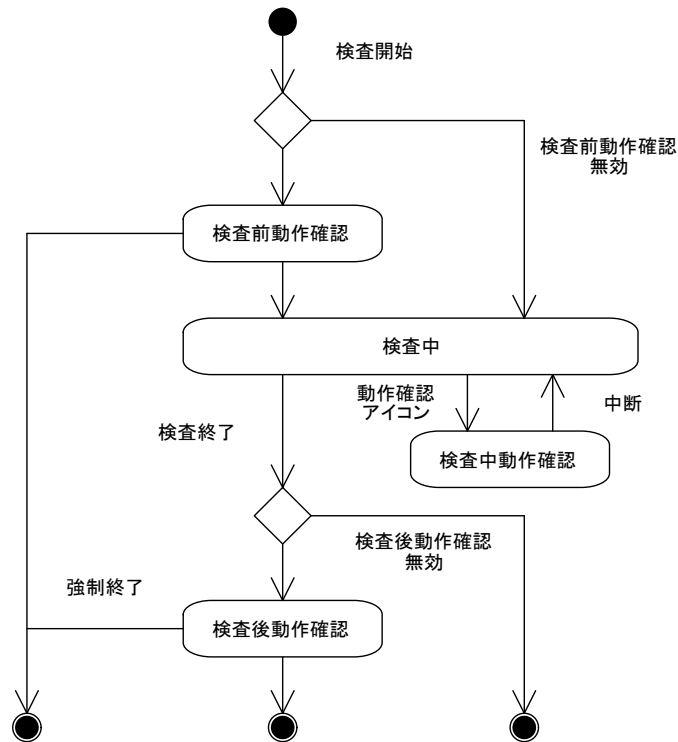 検査開始
検査前動作確認
無効
検査前動作確認
検査中
動作確認
アイコン
中断
検査終了
検査中動作確認
検査後動作確認
無効
強制終了
検査後動作確認